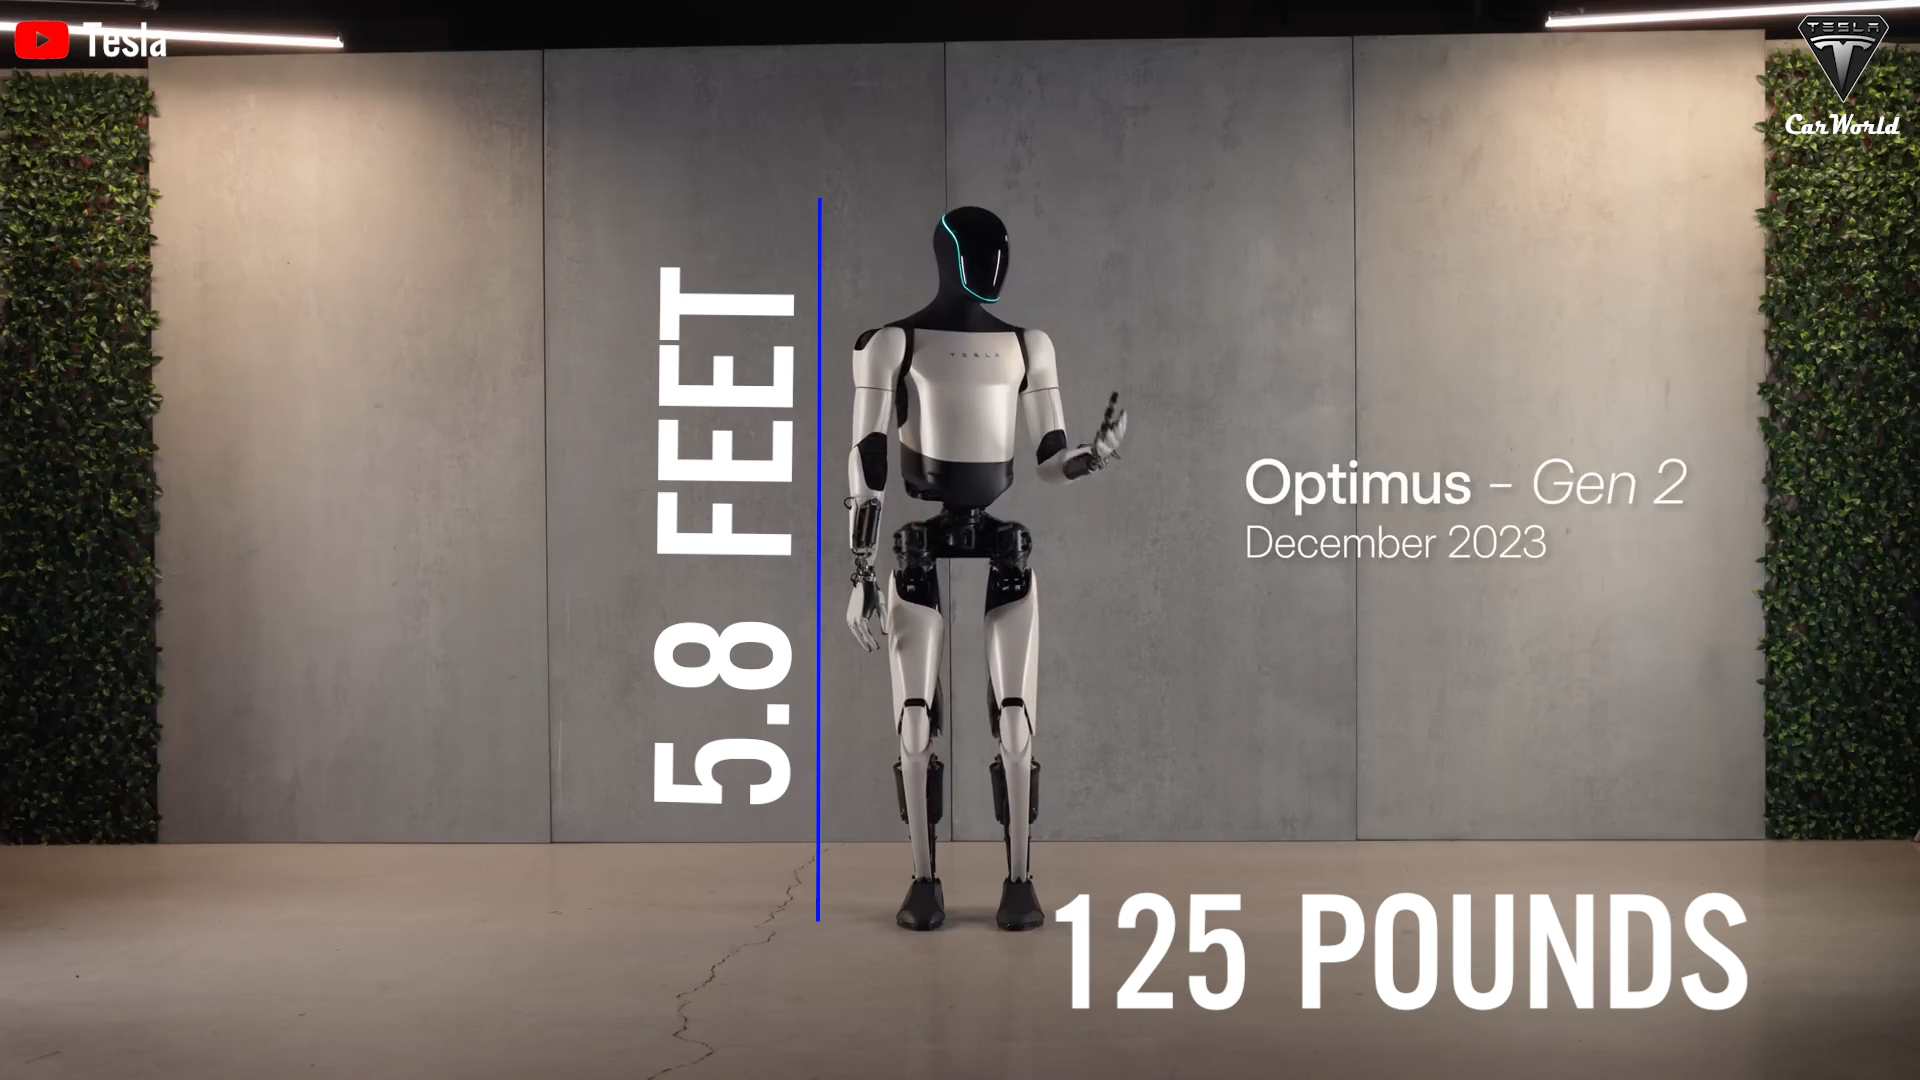 Tesla
TESLA
CarWorld
5.8 FEET
TESLA
Optimus – Gen 2
December 2023
125 POUNDS